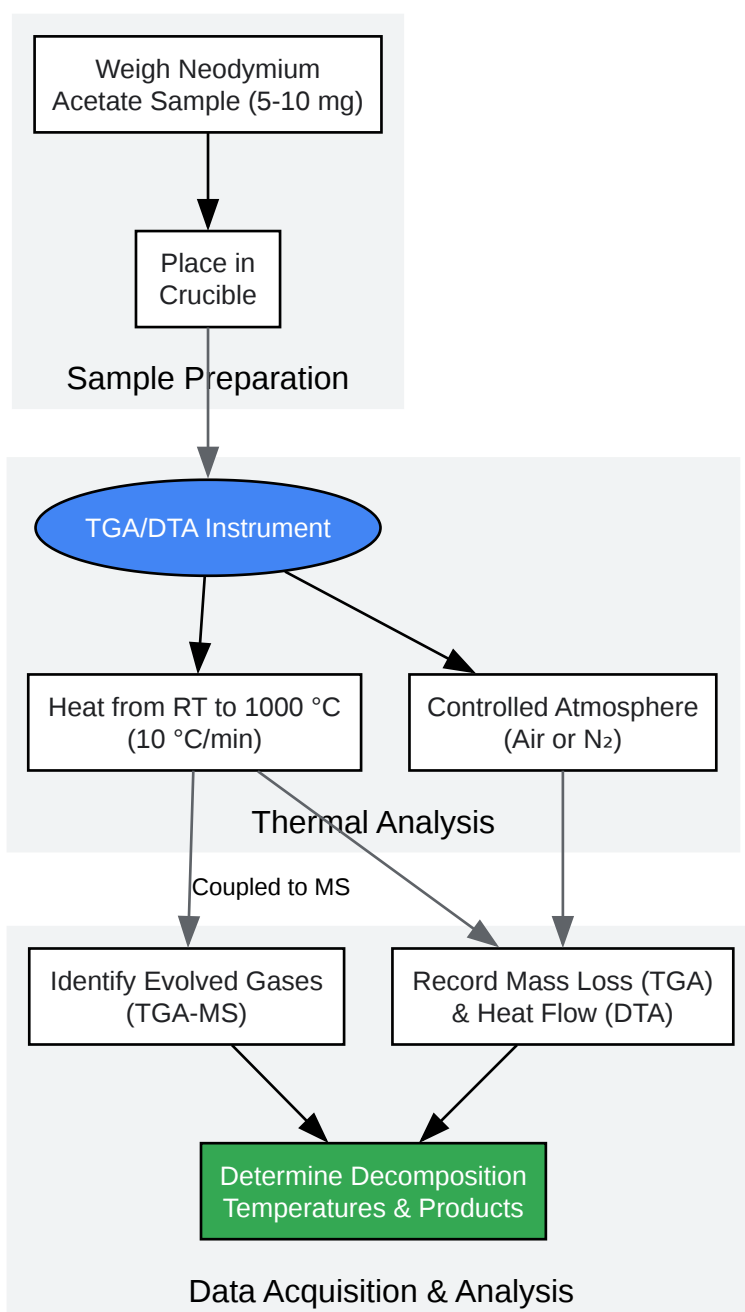 Weigh Neodymium
Acetate Sample (5-10 mg)
Place in
Crucible
Sample Preparation
TGA/DTA Instrument
Heat from RT to 1000 °C
(10 °C/min)
Controlled Atmosphere
(Air or N₂)
Thermal Analysis
Coupled to MS
Identify Evolved Gases
(TGA-MS)
Record Mass Loss (TGA)
& Heat Flow (DTA)
Determine Decomposition
Temperatures & Products
Data Acquisition & Analysis